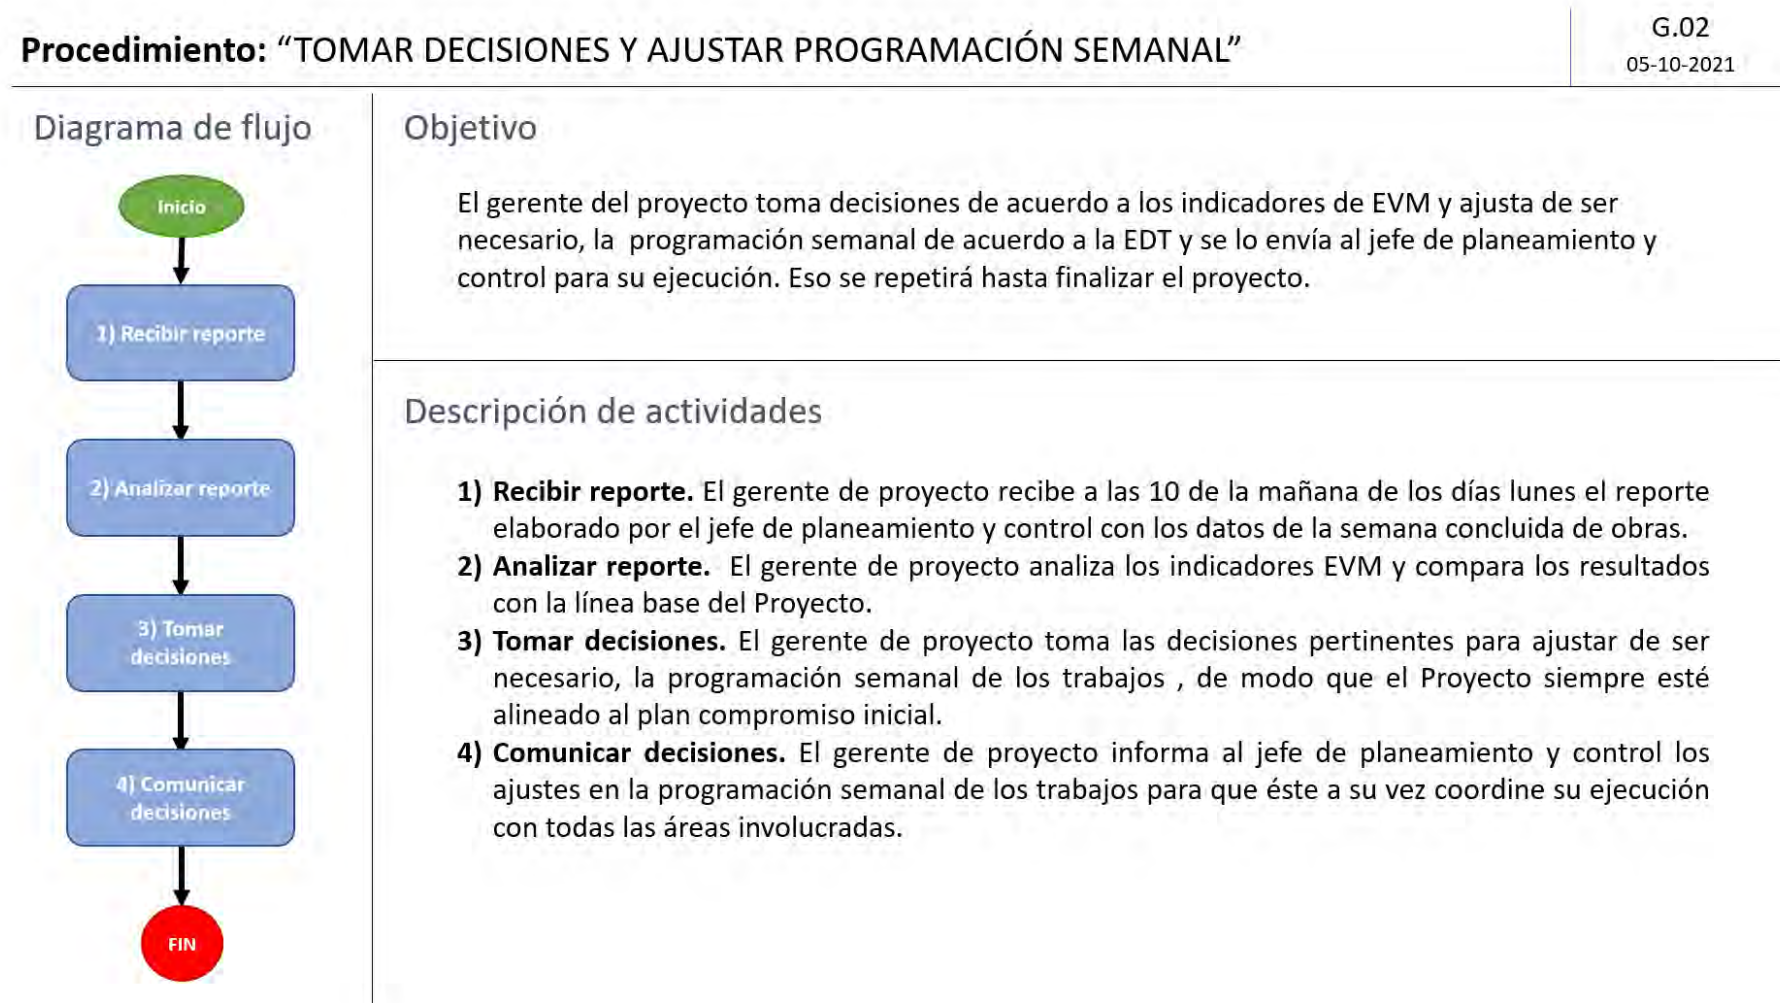 Procedimiento: “TOMAR DECISIONES Y AJUSTAR PROGRAMACIÓN SEMANAL”
G.02
05-10-2021
Diagrama de flujo
Inicio
1) Recibir reporte
2) Analizar reporte
3) Tomar
decisiones
4) Comunicar
decisiones
FIN
Objetivo
El gerente del proyecto toma decisiones de acuerdo a los indicadores de EVM y ajusta de ser
necesario, la programación semanal de acuerdo a la EDT y se lo envía al jefe de planeamiento y
control para su ejecución. Eso se repetirá hasta finalizar el proyecto.
Descripción de actividades
1) Recibir reporte. El gerente de proyecto recibe a las 10 de la mañana de los días lunes el reporte
elaborado por el jefe de planeamiento y control con los datos de la semana concluida de obras.
2) Analizar reporte. El gerente de proyecto analiza los indicadores EVM y compara los resultados
con la línea base del Proyecto.
3) Tomar decisiones. El gerente de proyecto toma las decisiones pertinentes para ajustar de ser
necesario, la programación semanal de los trabajos , de modo que el Proyecto siempre esté
alineado al plan compromiso inicial.
4) Comunicar decisiones. El gerente de proyecto informa al jefe de planeamiento y control los
ajustes en la programación semanal de los trabajos para que éste a su vez coordine su ejecución
con todas las áreas involucradas.